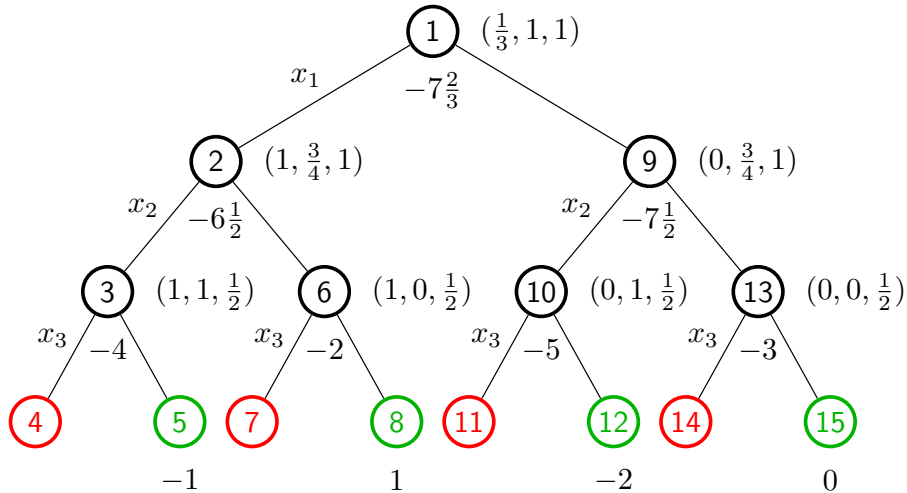 1 (1/3, 1, 1)
x₁ −7 2/3
2 (1, 3/4, 1) 9 (0, 3/4, 1)
x₂ −6 1/2 x₂ −7 1/2
3 (1, 1, 1/2) 6 (1, 0, 1/2) 10 (0, 1, 1/2) 13 (0, 0, 1/2)
x₃ −4 x₃ −2 x₃ −5 x₃ −3
4 5 7 8 11 12 14 15
−1 1 −2 0